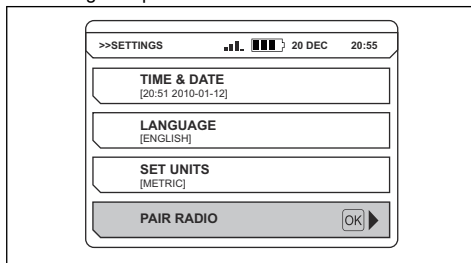 >>SETTINGS 20 DEC 20:55
TIME & DATE
[20:51 2010-01-12]
LANGUAGE
[ENGLISH]
SET UNITS
[METRIC]
PAIR RADIO OK